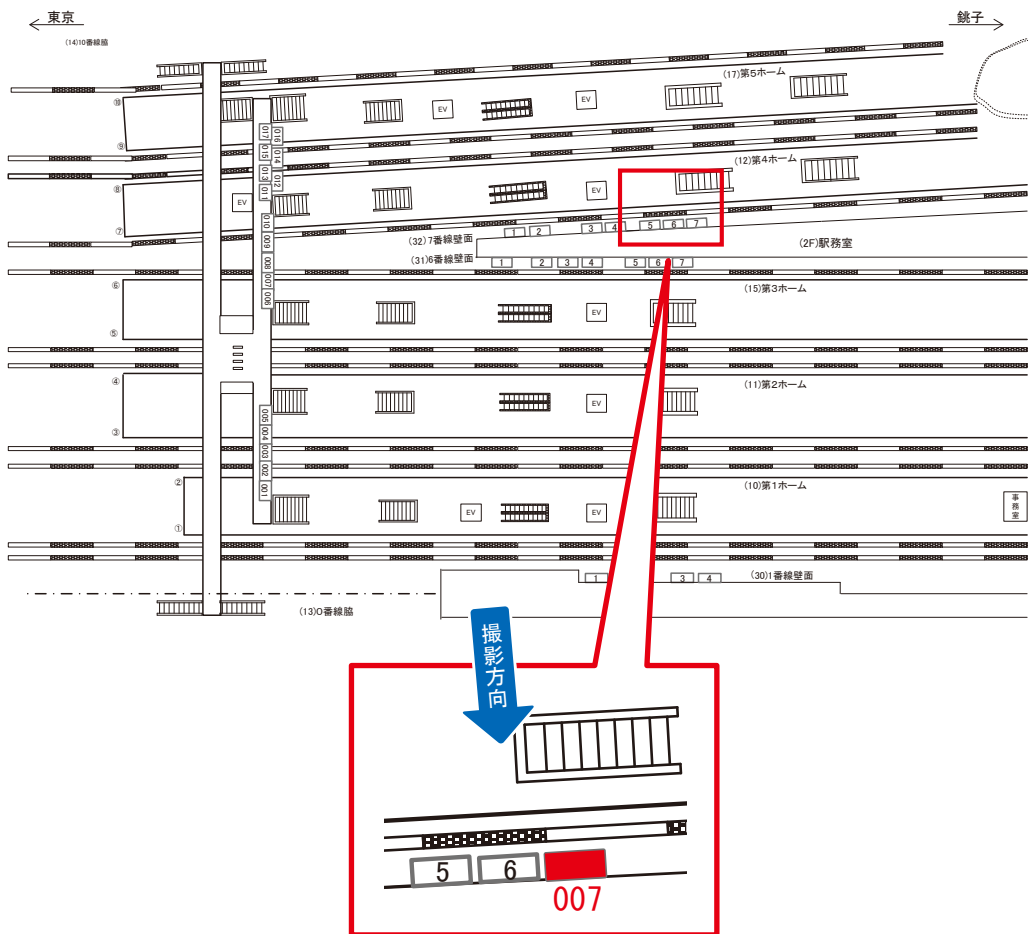 東京
銚子
(14)10番線脇
(17)第5ホーム
⑩
EV
EV
⑨
017
016
015
014
013
012
011
(12)第4ホーム
⑧
EV
EV
⑦
010
009
008
007
006
(32)7番線壁面
1
2
3
4
5
6
7
(2F)駅務室
(31)6番線壁面
1
2
3
4
5
6
7
⑥
(15)第3ホーム
EV
⑤
④
(11)第2ホーム
EV
③
005
004
003
002
001
②
(10)第1ホーム
EV
EV
事務室
①
(30)1番線壁面
1
3
4
(13)0番線脇
撮影方向
5
6
007